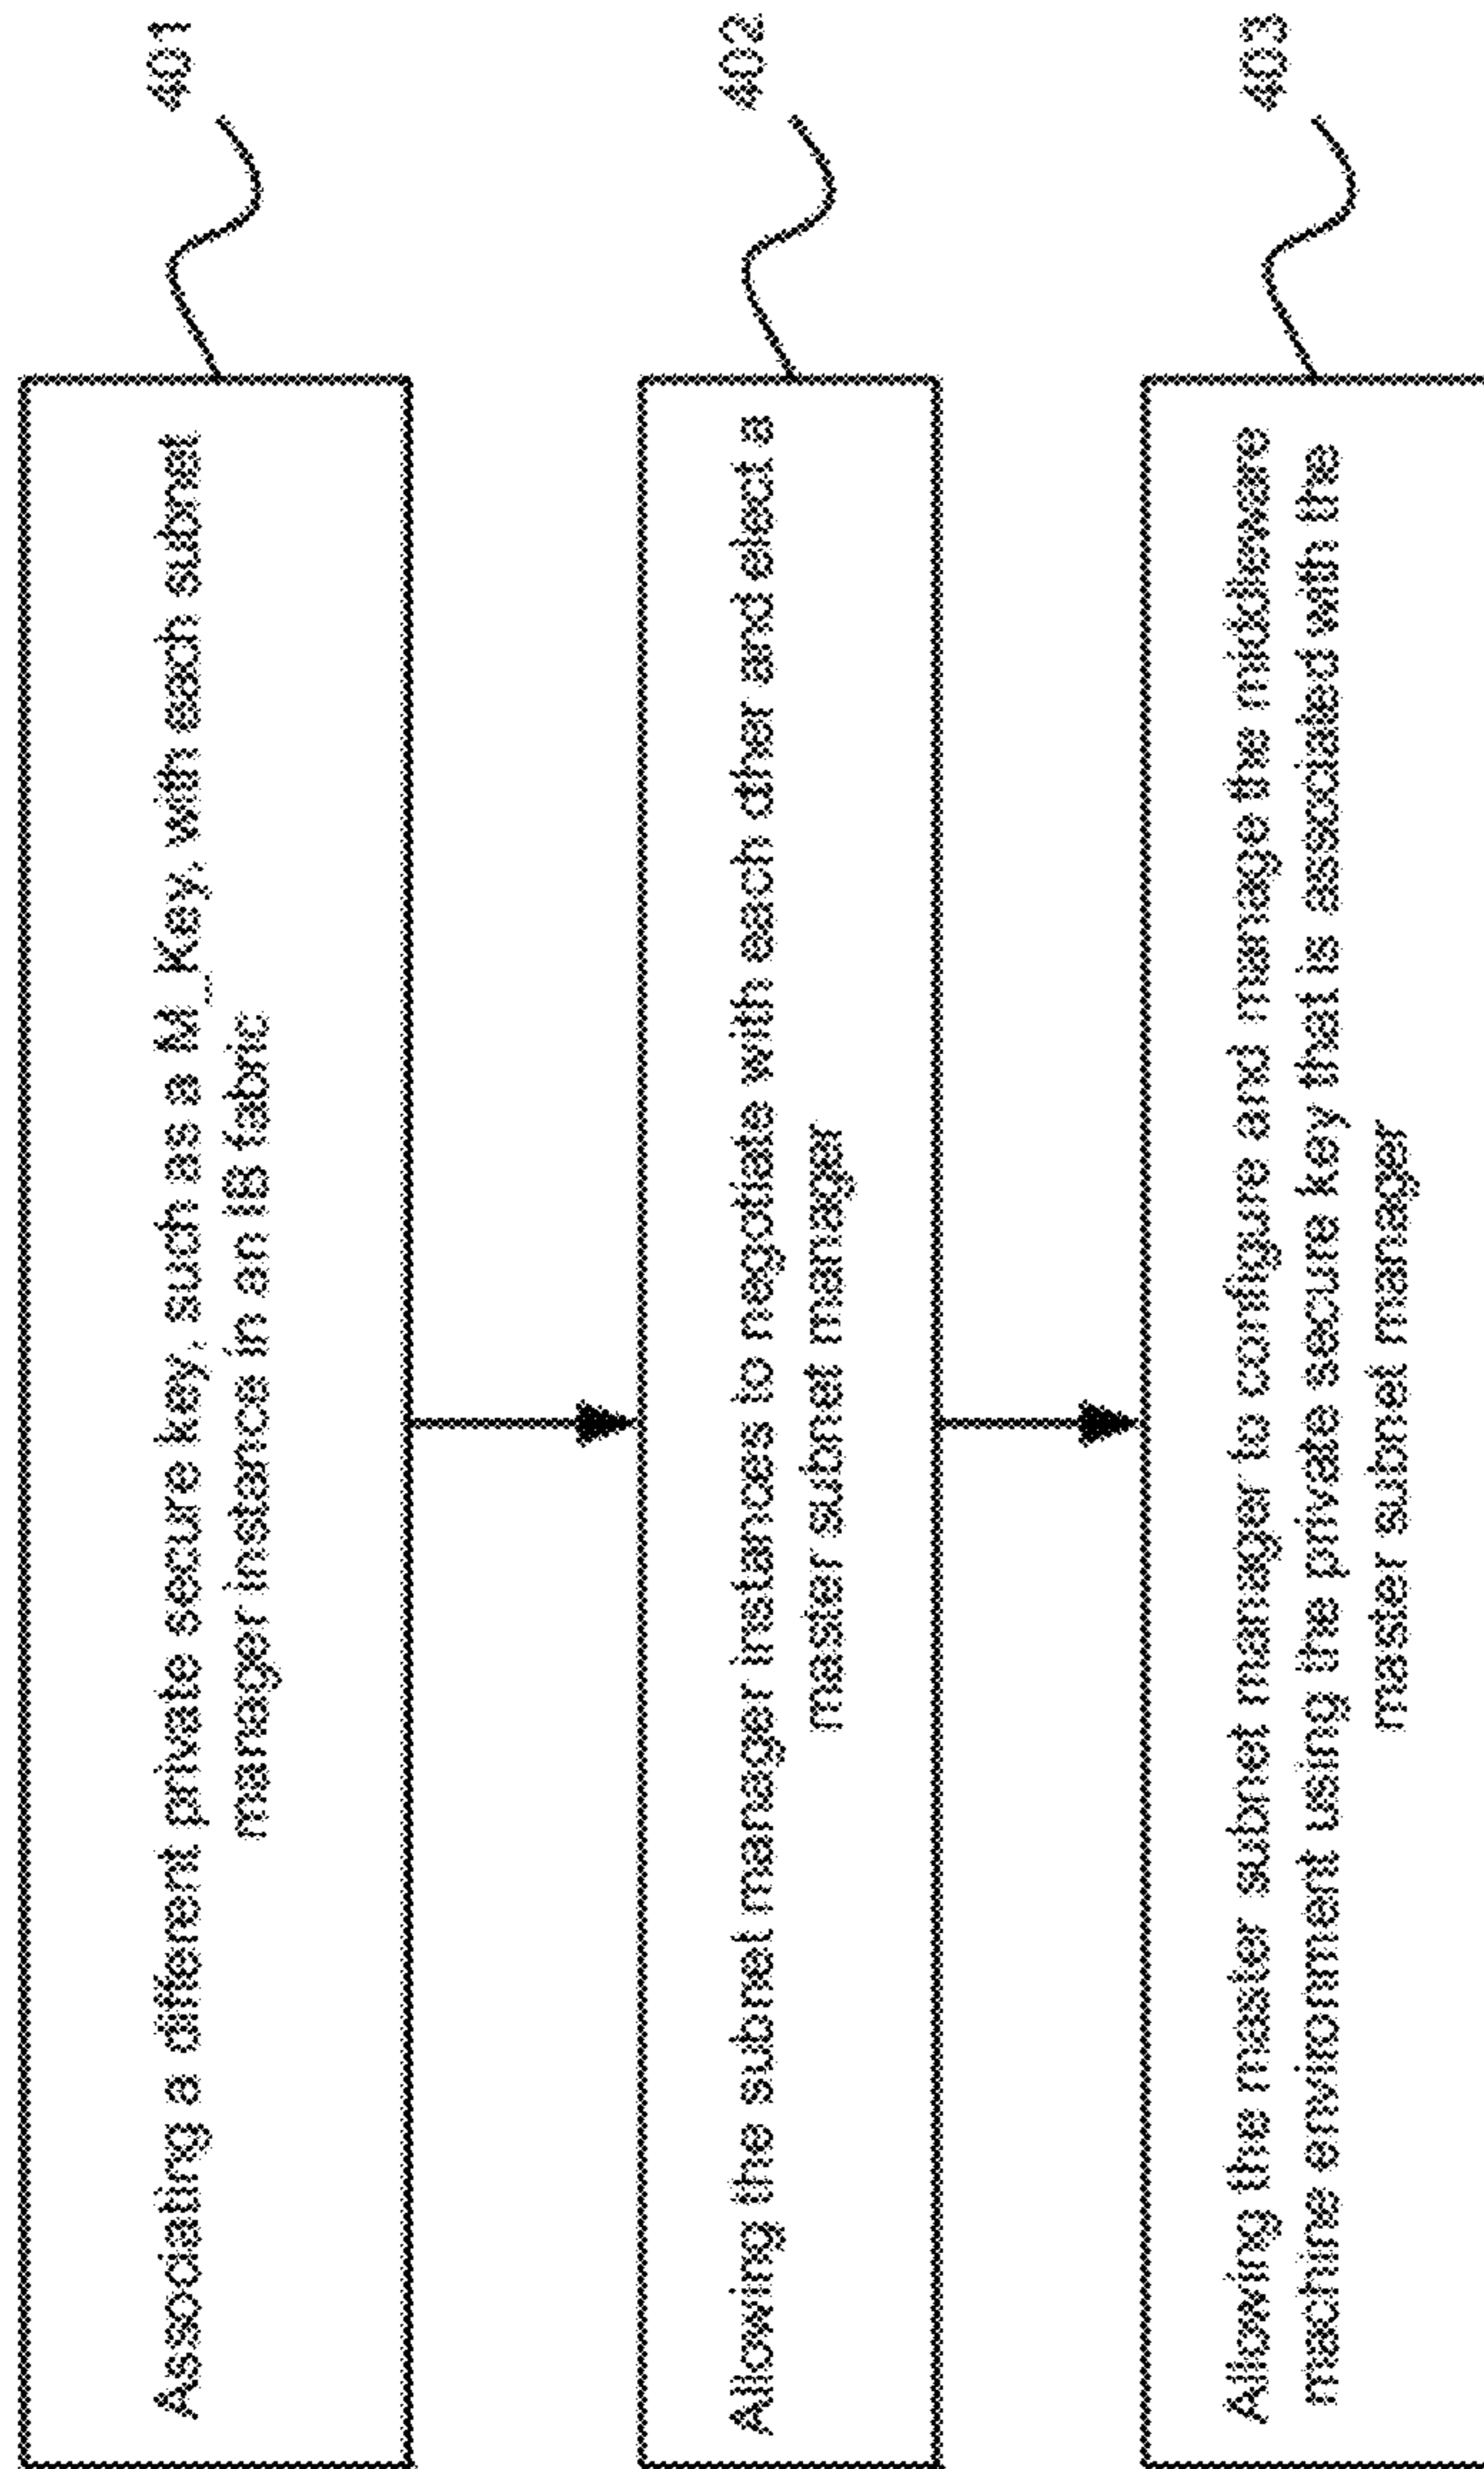 Associating a different private secure key, such as a M_Key, with each subnet
manager instance in an IB fabric
401
Allowing the subnet manager instances to negotiate with each other and elect a
master subnet manager
402
Allowing the master subnet manager to configure and manage the middleware
machine environment using the private secure key that is associated with the
master subnet manager
403